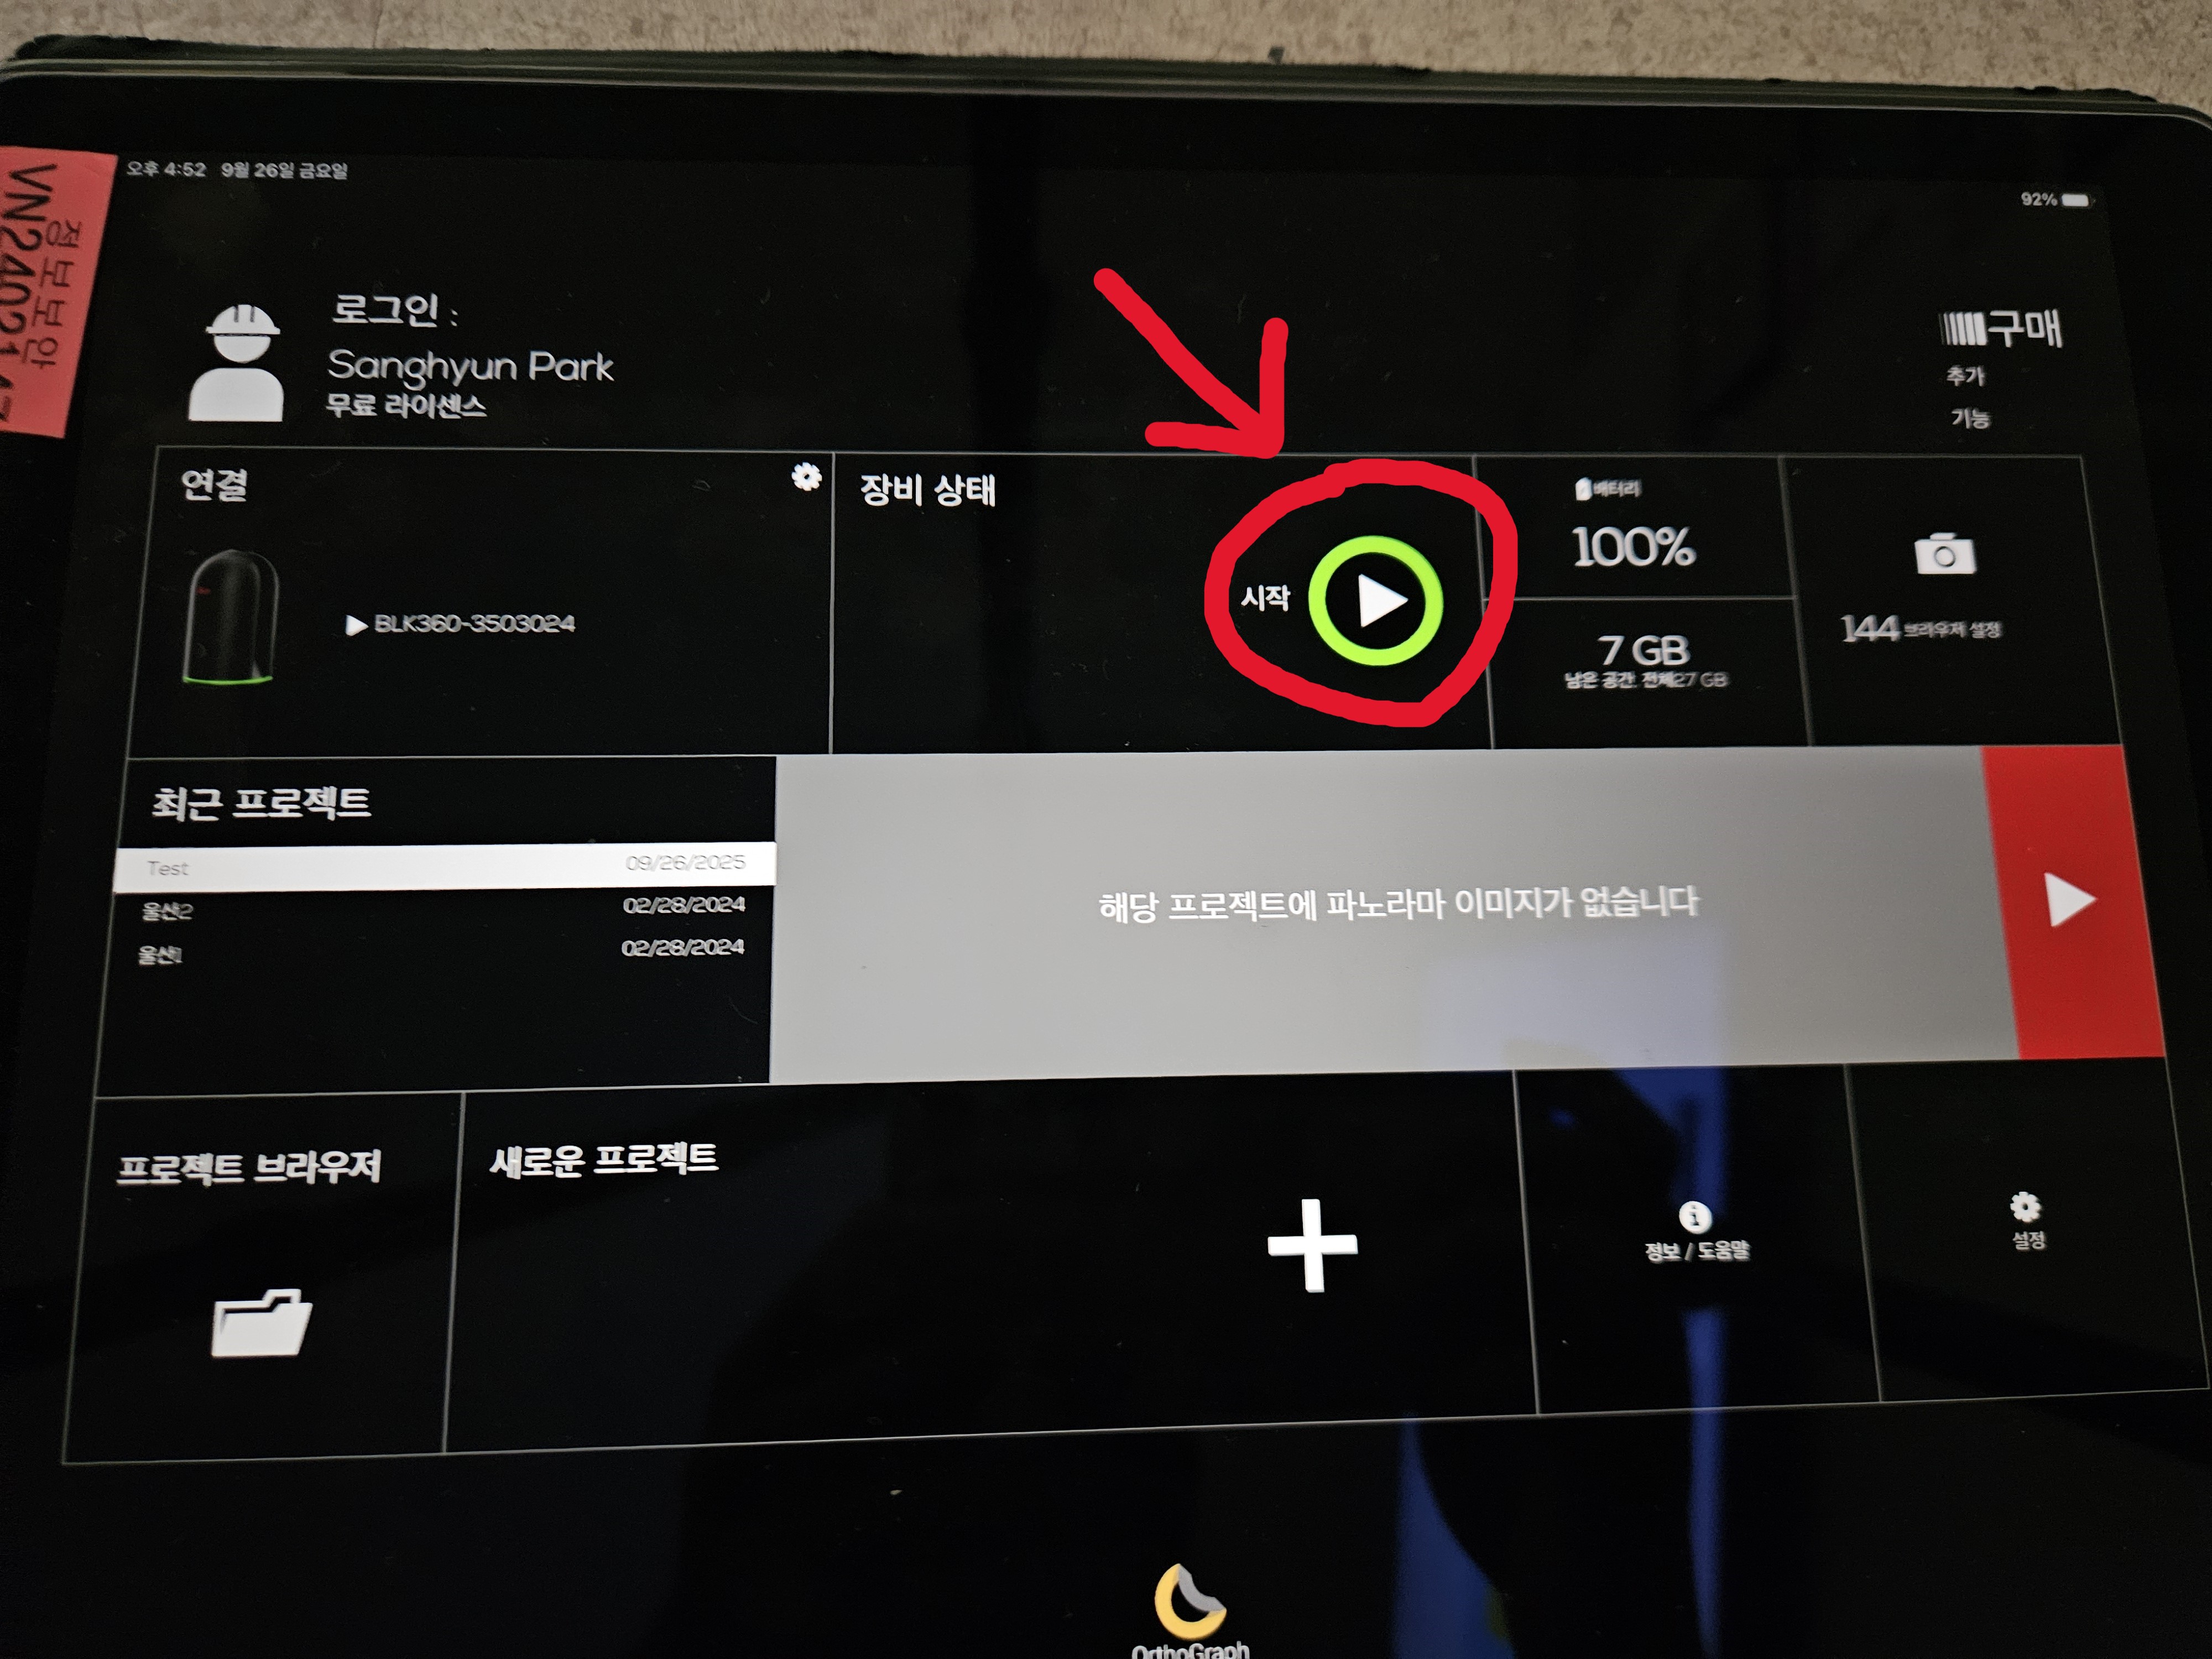 오후 4:52 9월 26일 금요일
92%
정보보안
로그인 :
Sanghyun Park
무료 라이센스
구매
추가
기능
연결
BLK360-3503024
장비 상태
시작
배터리
100%
7 GB
남은 공간. 전체27 GB
144 브라우저 설정
최근 프로젝트
Test 09/26/2025
울산2 02/28/2024
울산1 02/28/2024
해당 프로젝트에 파노라마 이미지가 없습니다
프로젝트 브라우저
새로운 프로젝트
정보 / 도움말
설정
OrthoGraph